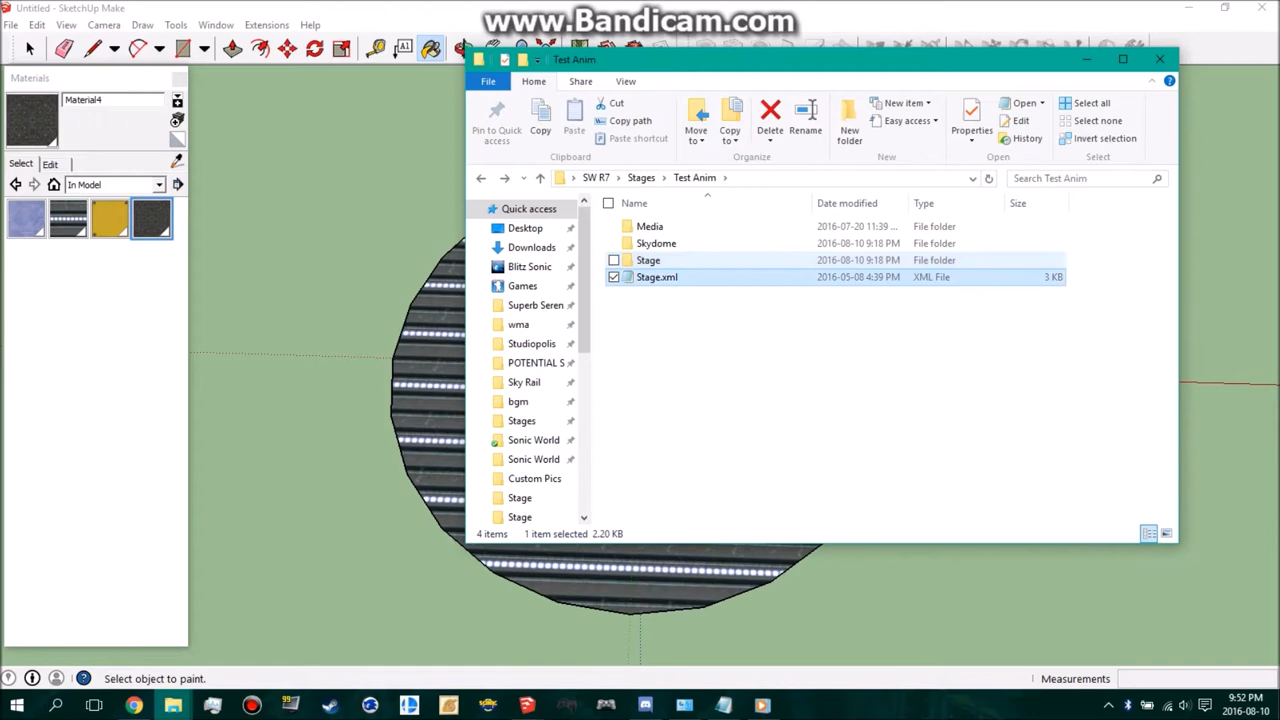 Untitled - SketchUp Make
www.Bandicam.com
File Edit View Camera Draw Tools Window Extensions Help
A1
Materials
Material4
Select Edit
In Model
Test Anim
File Home Share View
Pin to Quick access
Copy
Paste
Cut
Copy path
Paste shortcut
Clipboard
Move to
Copy to
Delete
Rename
Organize
New folder
New item
Easy access
New
Properties
Open
Edit
History
Open
Select all
Select none
Invert selection
Select
SW R7 Stages Test Anim
Search Test Anim
Quick access
Desktop
Downloads
Blitz Sonic
Games
Superb Seren
wma
Studiopolis
POTENTIAL S
Sky Rail
bgm
Stages
Sonic World
Sonic World
Custom Pics
Stage
Stage
Name Date modified Type Size
Media 2016-07-20 11:39 ... File folder
Skydome 2016-08-10 9:18 PM File folder
Stage 2016-08-10 9:18 PM File folder
Stage.xml 2016-05-08 4:39 PM XML File 3 KB
4 items 1 item selected 2.20 KB
Select object to paint.
Measurements
99
9:52 PM
2016-08-10